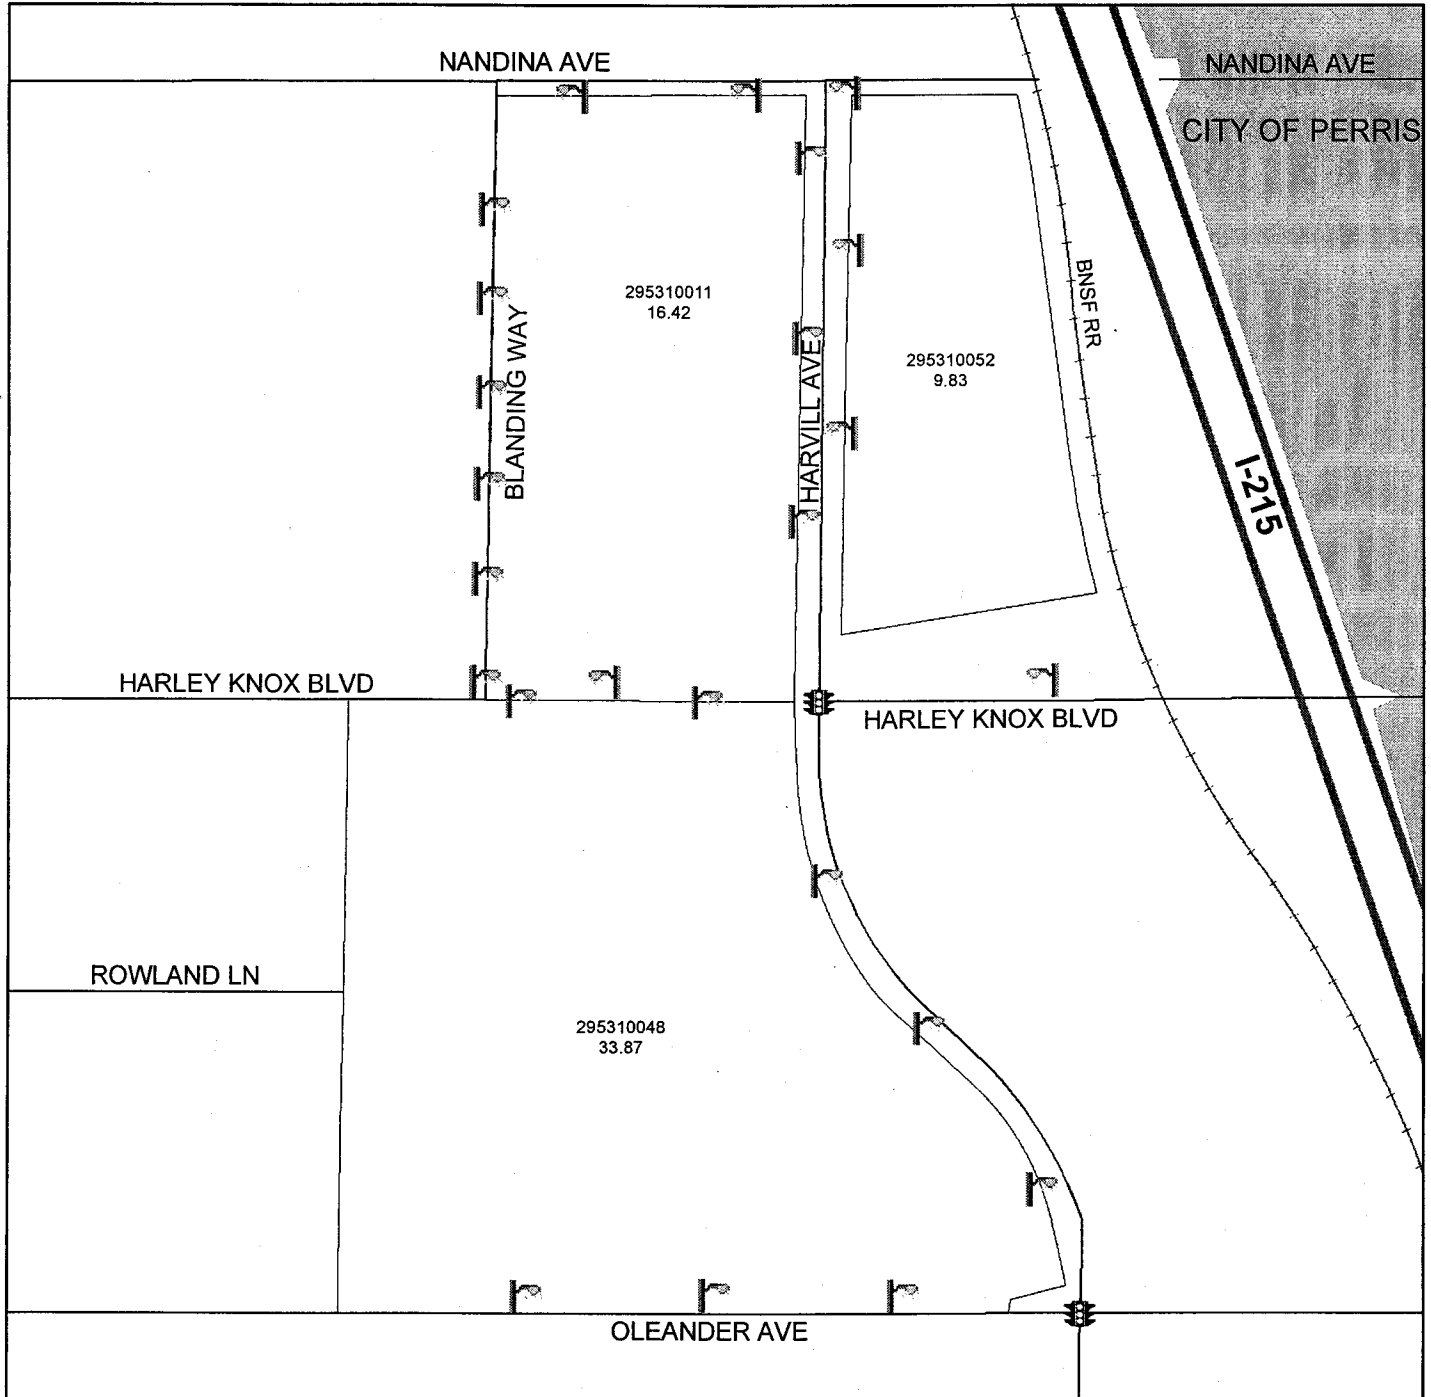 NANDINA AVE
NANDINA AVE
CITY OF PERRIS
295310011
16.42
BNSF RR
BLANDING WAY
HARVILL AVE
295310052
9.83
I-215
HARLEY KNOX BLVD
HARLEY KNOX BLVD
ROWLAND LN
295310048
33.87
OLEANDER AVE